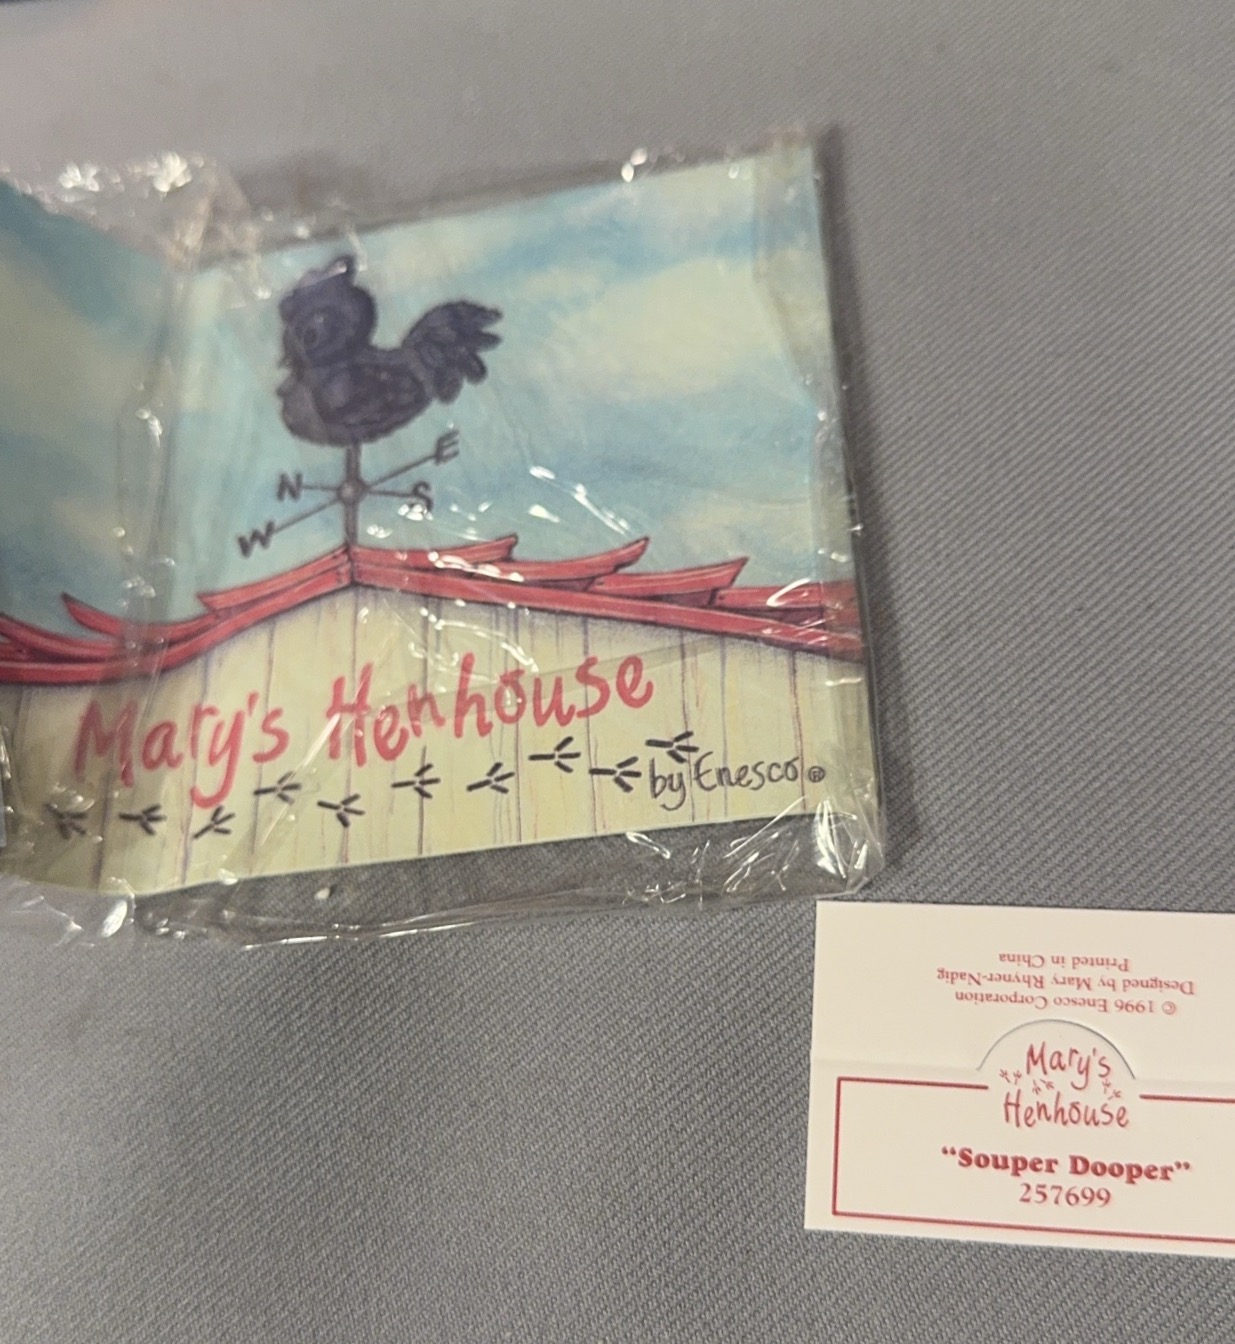 N
E
S
W
Mary's Henhouse
by Enesco®
Printed in China
Designed by Mary Rhyner-Nadig
© 1996 Enesco Corporation
Mary's
Henhouse
“Souper Dooper”
257699